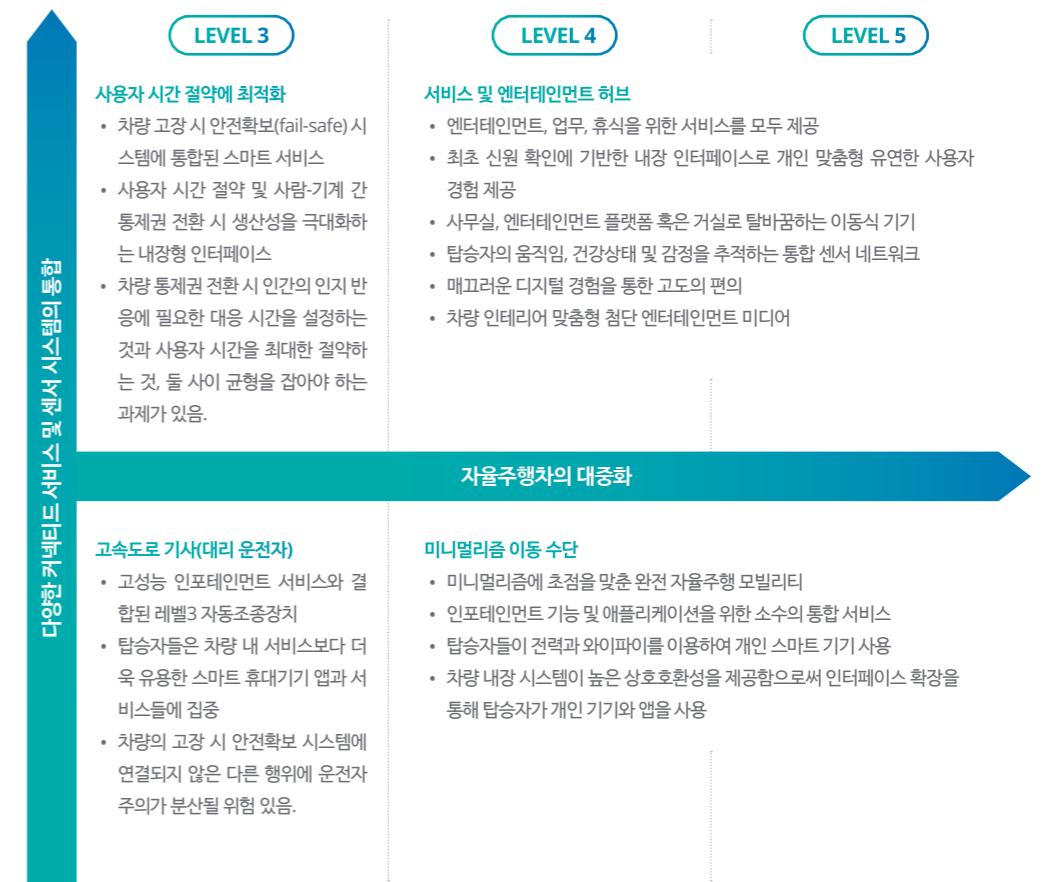 LEVEL 3
LEVEL 4
LEVEL 5
다양한 커넥티드 서비스 및 센서 시스템의 통합
사용자 시간 절약에 최적화
• 차량 고장 시 안전확보(fail-safe) 시
스템에 통합된 스마트 서비스
• 사용자 시간 절약 및 사람-기계 간
통제권 전환 시 생산성을 극대화하
는 내장형 인터페이스
• 차량 통제권 전환 시 인간의 인지 반
응에 필요한 대응 시간을 설정하는
것과 사용자 시간을 최대한 절약하
는 것, 둘 사이 균형을 잡아야 하는
과제가 있음.
서비스 및 엔터테인먼트 허브
• 엔터테인먼트, 업무, 휴식을 위한 서비스를 모두 제공
• 최초 신원 확인에 기반한 내장 인터페이스로 개인 맞춤형 유연한 사용자
경험 제공
• 사무실, 엔터테인먼트 플랫폼 혹은 거실로 탈바꿈하는 이동식 기기
• 탑승자의 움직임, 건강상태 및 감정을 추적하는 통합 센서 네트워크
• 매끄러운 디지털 경험을 통한 고도의 편의
• 차량 인테리어 맞춤형 첨단 엔터테인먼트 미디어
자율주행차의 대중화
고속도로 기사(대리 운전자)
• 고성능 인포테인먼트 서비스와 결
합된 레벨3 자동조종장치
• 탑승자들은 차량 내 서비스보다 더
욱 유용한 스마트 휴대기기 앱과 서
비스들에 집중
• 차량의 고장 시 안전확보 시스템에
연결되지 않은 다른 행위에 운전자
주의가 분산될 위험 있음.
미니멀리즘 이동 수단
• 미니멀리즘에 초점을 맞춘 완전 자율주행 모빌리티
• 인포테인먼트 기능 및 애플리케이션을 위한 소수의 통합 서비스
• 탑승자들이 전력과 와이파이를 이용하여 개인 스마트 기기 사용
• 차량 내장 시스템이 높은 상호호환성을 제공함으로써 인터페이스 확장을
통해 탑승자가 개인 기기와 앱을 사용